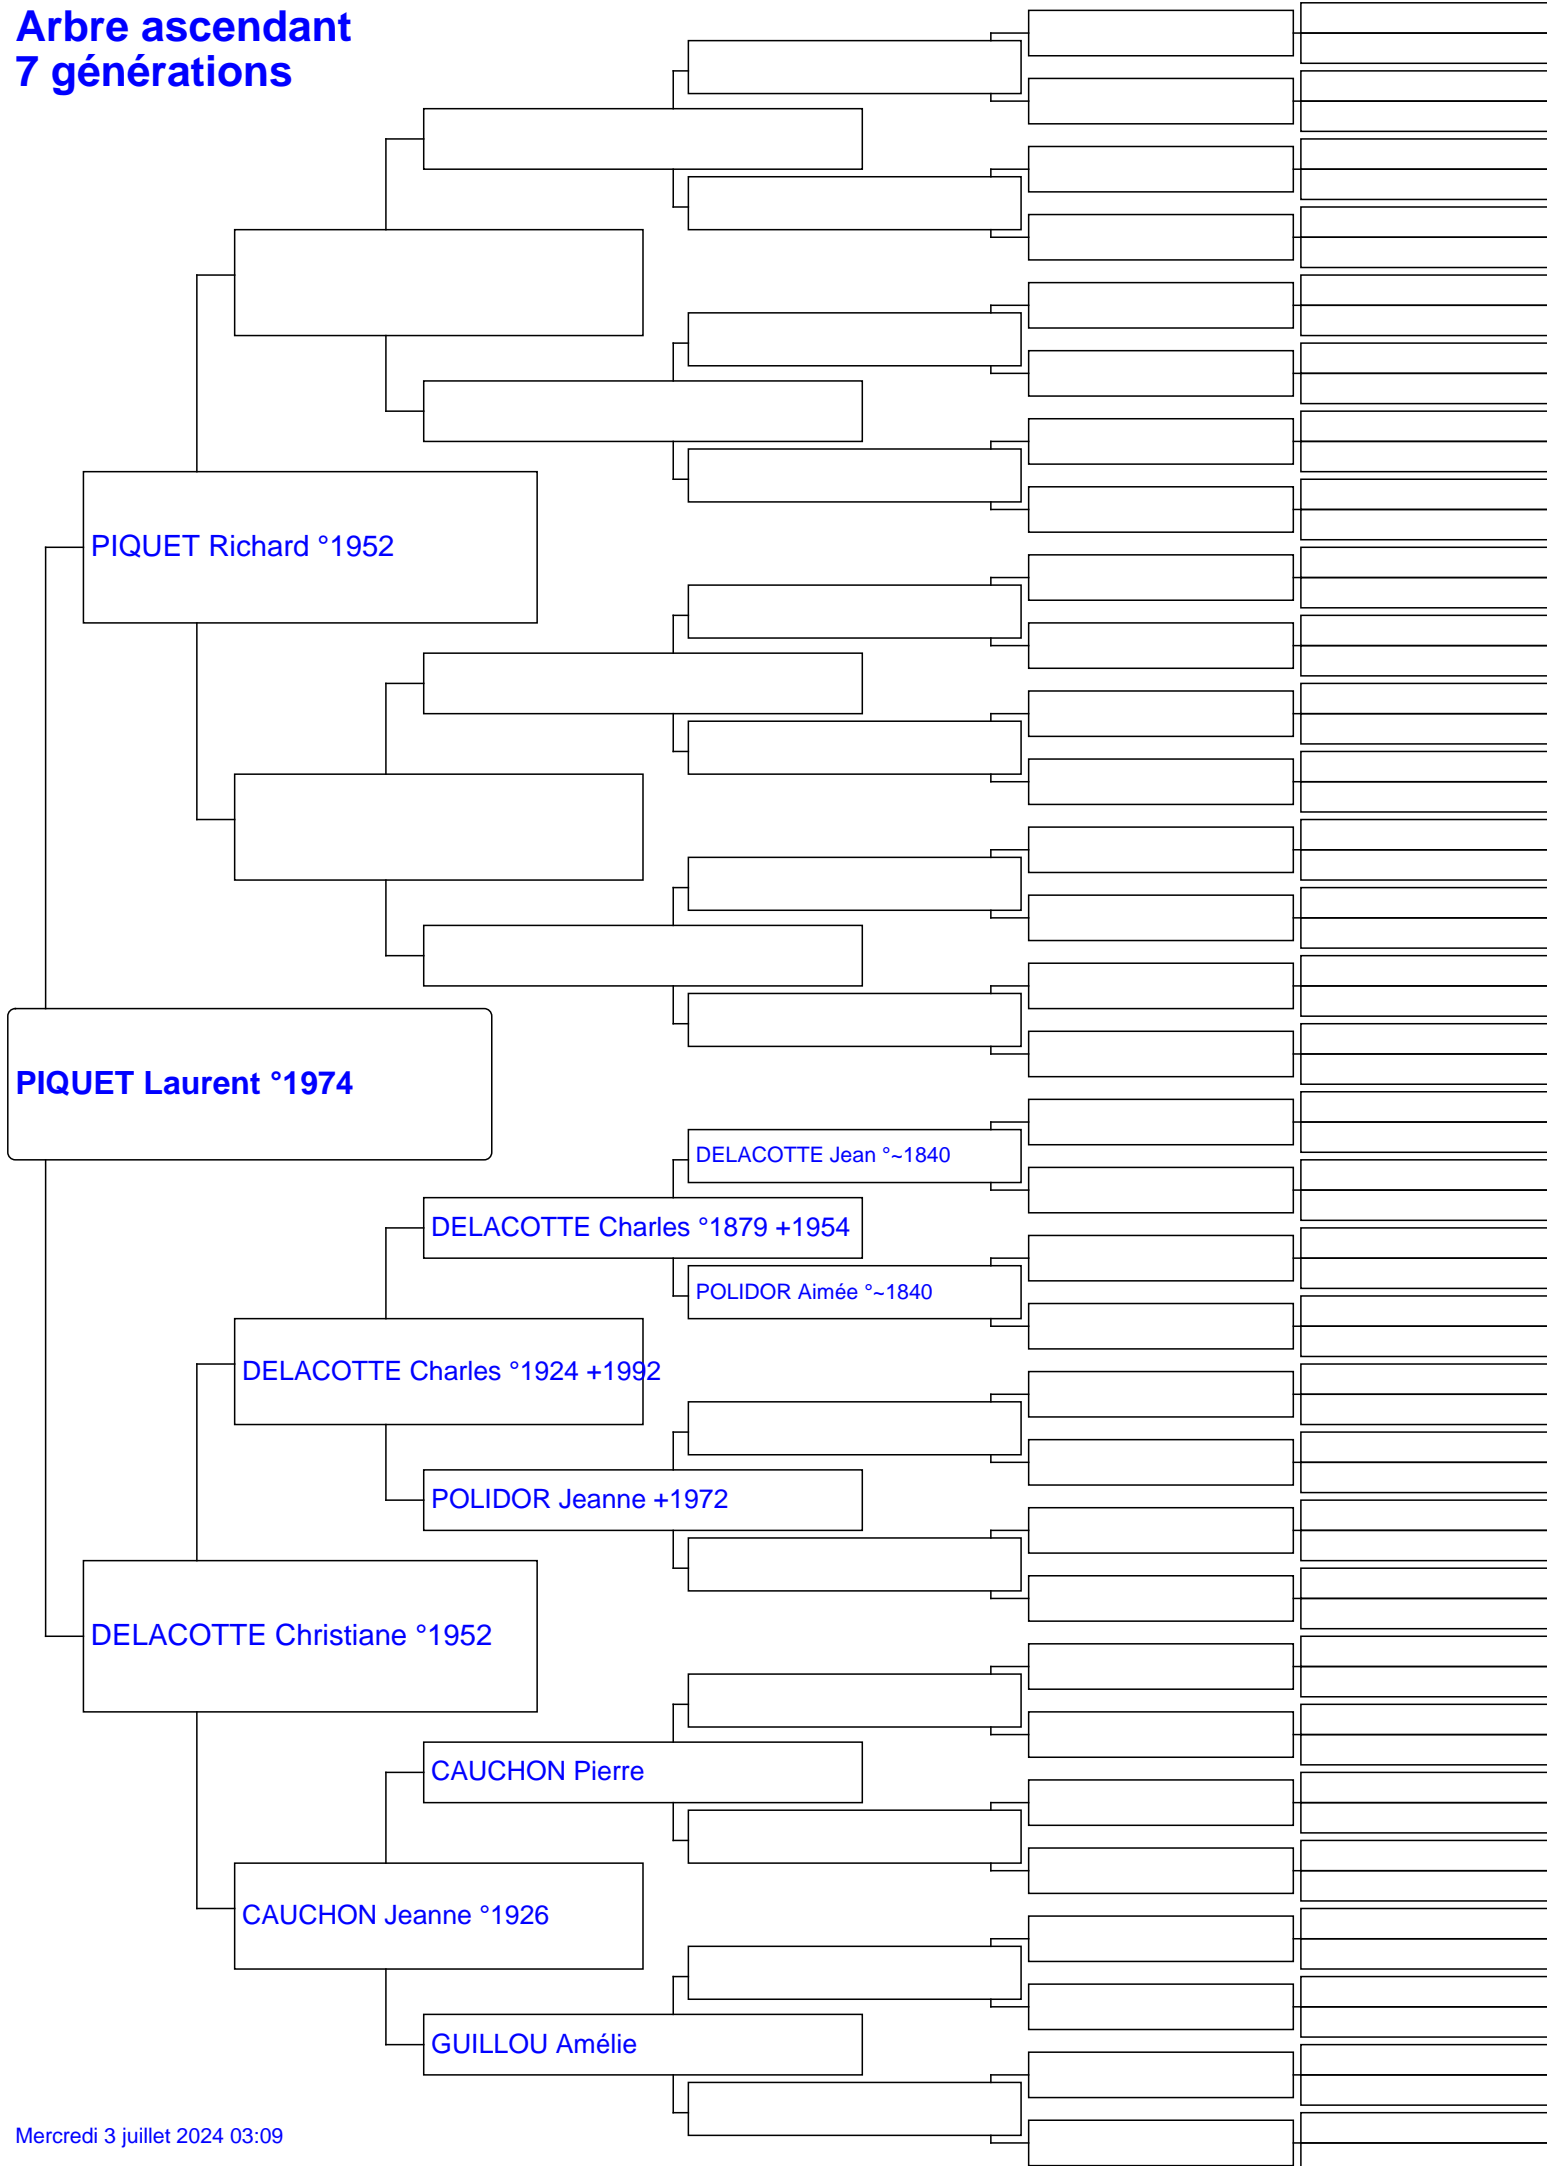 Arbre ascendant
7 générations
PIQUET Richard °1952
PIQUET Laurent °1974
DELACOTTE Jean °~1840
DELACOTTE Charles °1879 +1954
POLIDOR Aimée °~1840
DELACOTTE Charles °1924 +1992
POLIDOR Jeanne +1972
DELACOTTE Christiane °1952
CAUCHON Pierre
CAUCHON Jeanne °1926
GUILLOU Amélie
Mercredi 3 juillet 2024 03:09